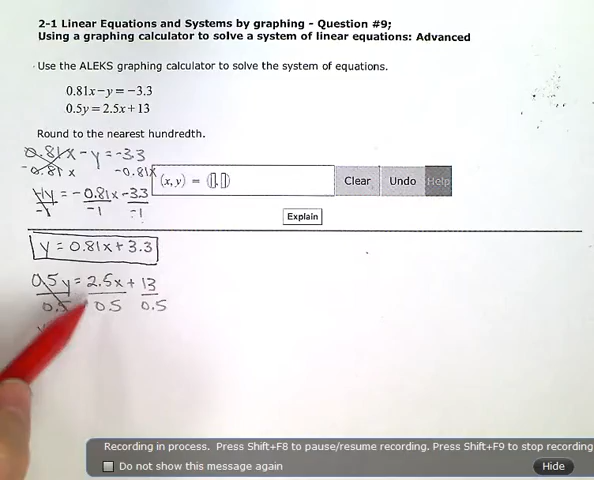 2-1 Linear Equations and Systems by graphing - Question #9;
Using a graphing calculator to solve a system of linear equations: Advanced
Use the ALEKS graphing calculator to solve the system of equations.
0.81x−y=−3.3
0.5y=2.5x+13
Round to the nearest hundredth.
0.81x - y = -3.3
-0.81x -0.81x
-1y = -0.81x -3.3
-1 -1 -1
(x, y) = (▯,▯)
Clear Undo Help
Explain
y = 0.81x + 3.3
0.5y = 2.5x + 13
0.5 0.5 0.5
Recording in process. Press Shift+F8 to pause/resume recording. Press Shift+F9 to stop recording
Do not show this message again
Hide